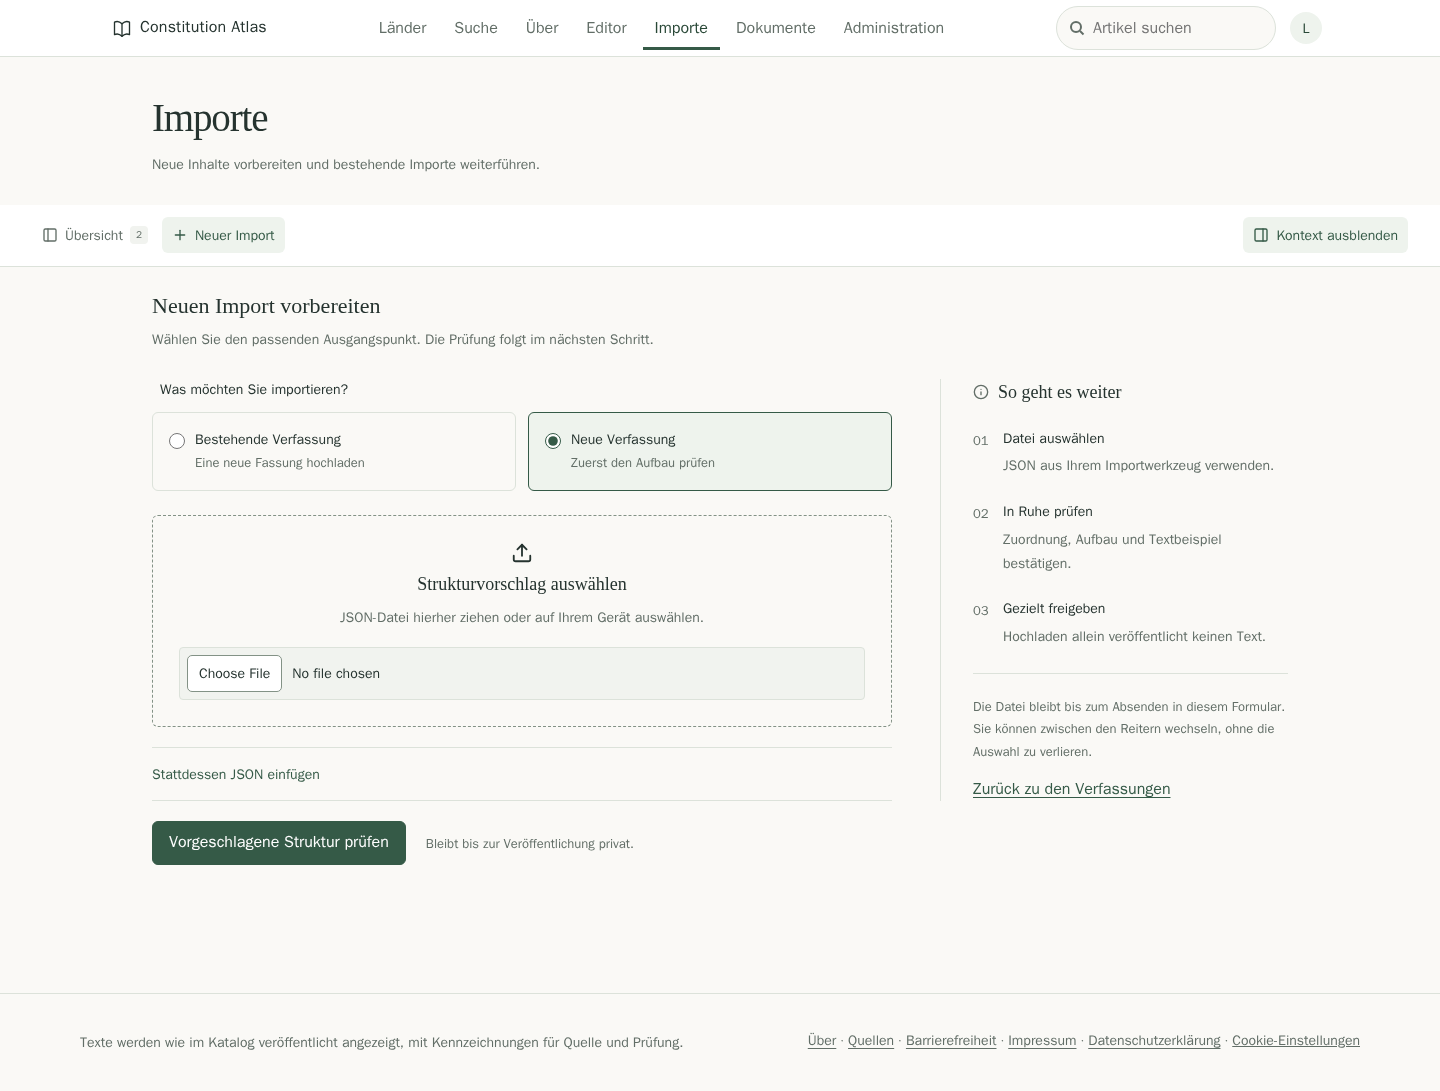 Constitution Atlas
Länder
Suche
Über
Editor
Importe
Dokumente
Administration
Artikel suchen
L
Importe
Neue Inhalte vorbereiten und bestehende Importe weiterführen.
Übersicht 2
Neuer Import
Kontext ausblenden
Neuen Import vorbereiten
Wählen Sie den passenden Ausgangspunkt. Die Prüfung folgt im nächsten Schritt.
Was möchten Sie importieren?
Bestehende Verfassung
Eine neue Fassung hochladen
Neue Verfassung
Zuerst den Aufbau prüfen
Strukturvorschlag auswählen
JSON-Datei hierher ziehen oder auf Ihrem Gerät auswählen.
Choose File No file chosen
Stattdessen JSON einfügen
Vorgeschlagene Struktur prüfen
Bleibt bis zur Veröffentlichung privat.
So geht es weiter
01 Datei auswählen
JSON aus Ihrem Importwerkzeug verwenden.
02 In Ruhe prüfen
Zuordnung, Aufbau und Textbeispiel
bestätigen.
03 Gezielt freigeben
Hochladen allein veröffentlicht keinen Text.
Die Datei bleibt bis zum Absenden in diesem Formular.
Sie können zwischen den Reitern wechseln, ohne die
Auswahl zu verlieren.
Zurück zu den Verfassungen
Texte werden wie im Katalog veröffentlicht angezeigt, mit Kennzeichnungen für Quelle und Prüfung.
Über · Quellen · Barrierefreiheit · Impressum · Datenschutzerklärung · Cookie-Einstellungen